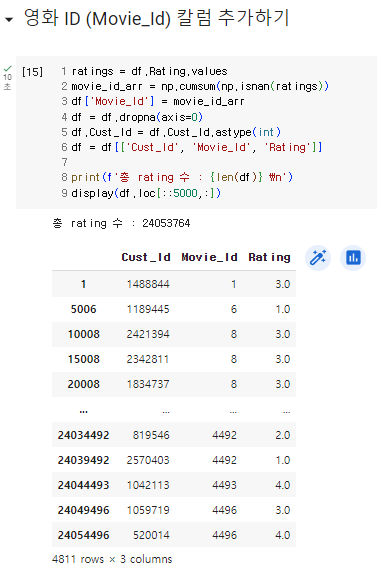 영화 ID (Movie_Id) 칼럼 추가하기
✓ [15] 1 ratings = df.Rating.values
10 2 movie_id_arr = np.cumsum(np.isnan(ratings))
초 3 df['Movie_Id'] = movie_id_arr
4 df = df.dropna(axis=0)
5 df.Cust_Id = df.Cust_Id.astype(int)
6 df = df[['Cust_Id', 'Movie_Id', 'Rating']]
7
8 print(f'총 rating 수 : {len(df)} ₩n')
9 display(df.loc[::5000,:])
총 rating 수 : 24053764
Cust_Id Movie_Id Rating
1 1488844 1 3.0
5006 1189445 6 1.0
10008 2421394 8 3.0
15008 2342811 8 3.0
20008 1834737 8 3.0
... ... ... ...
24034492 819546 4492 2.0
24039492 2570403 4492 1.0
24044493 1042113 4493 4.0
24049496 1059719 4496 3.0
24054496 520014 4496 4.0
4811 rows × 3 columns